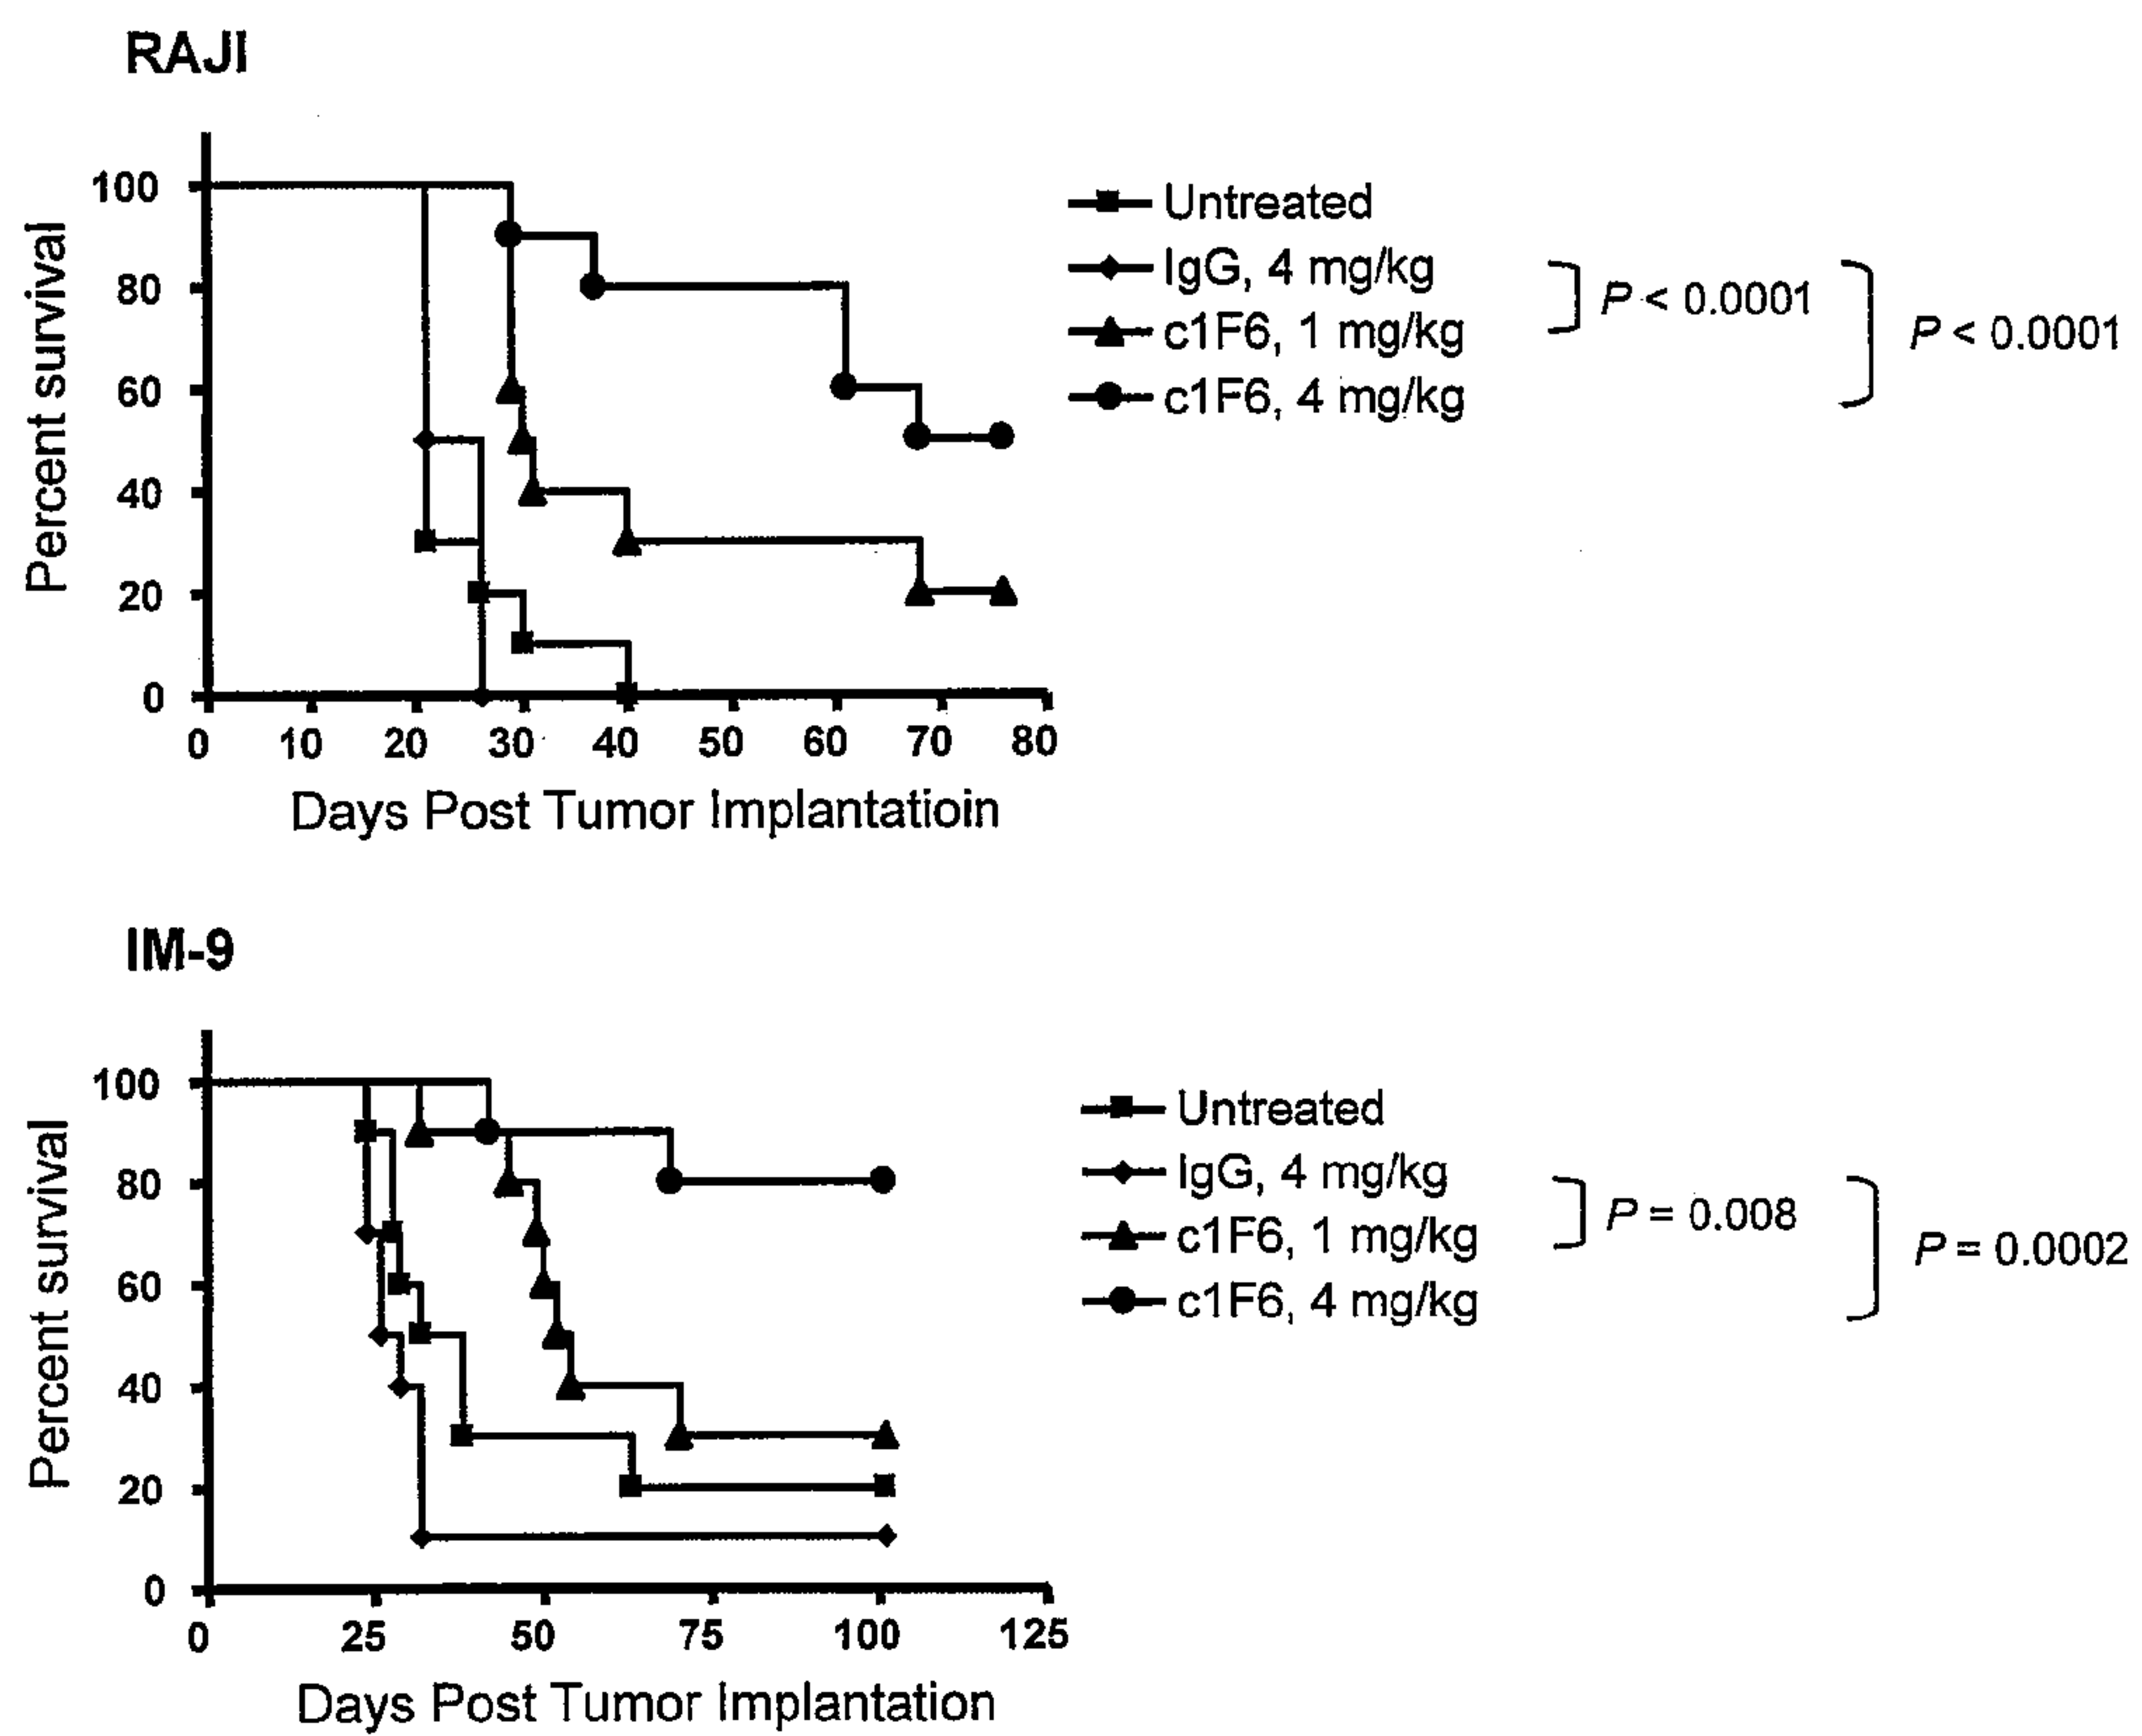 RAJI
100
80
60
40
20
0
Percent survival
0 10 20 30 40 50 60 70 80
Days Post Tumor Implantatioin
Untreated
IgG, 4 mg/kg
c1F6, 1 mg/kg
c1F6, 4 mg/kg
P < 0.0001
P < 0.0001
IM-9
100
80
60
40
20
0
Percent survival
0 25 50 75 100 125
Days Post Tumor Implantation
Untreated
IgG, 4 mg/kg
c1F6, 1 mg/kg
c1F6, 4 mg/kg
P = 0.008
P = 0.0002